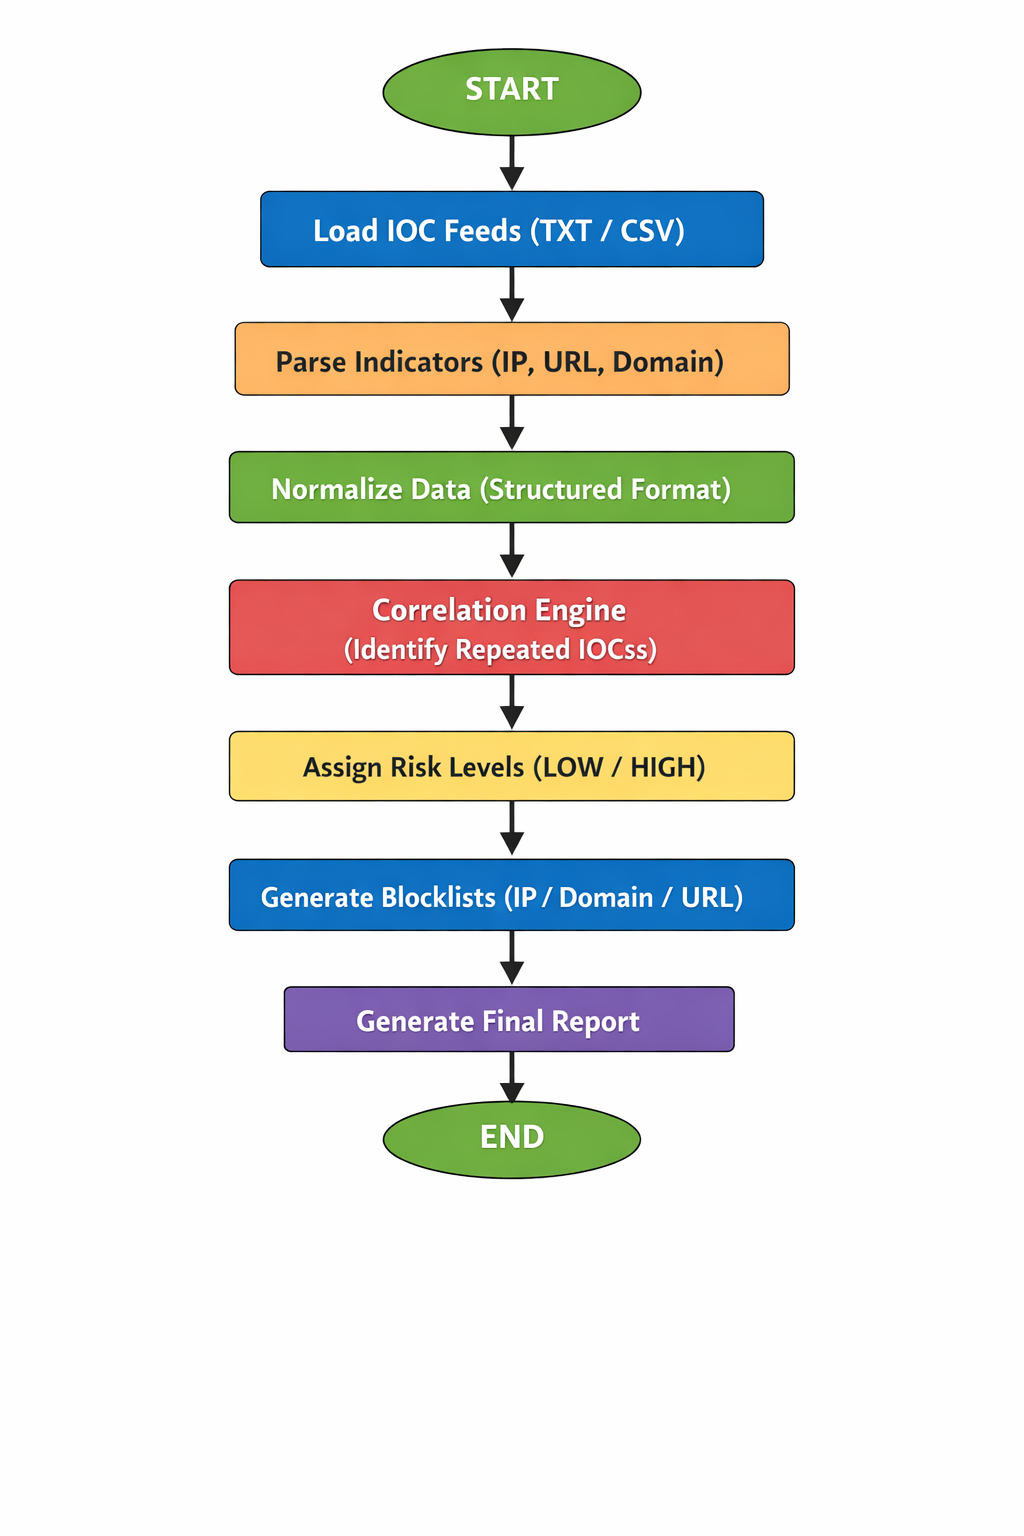 START
Load IOC Feeds (TXT / CSV)
Parse Indicators (IP, URL, Domain)
Normalize Data (Structured Format)
Correlation Engine
(Identify Repeated IOCss)
Assign Risk Levels (LOW / HIGH)
Generate Blocklists (IP / Domain / URL)
Generate Final Report
END